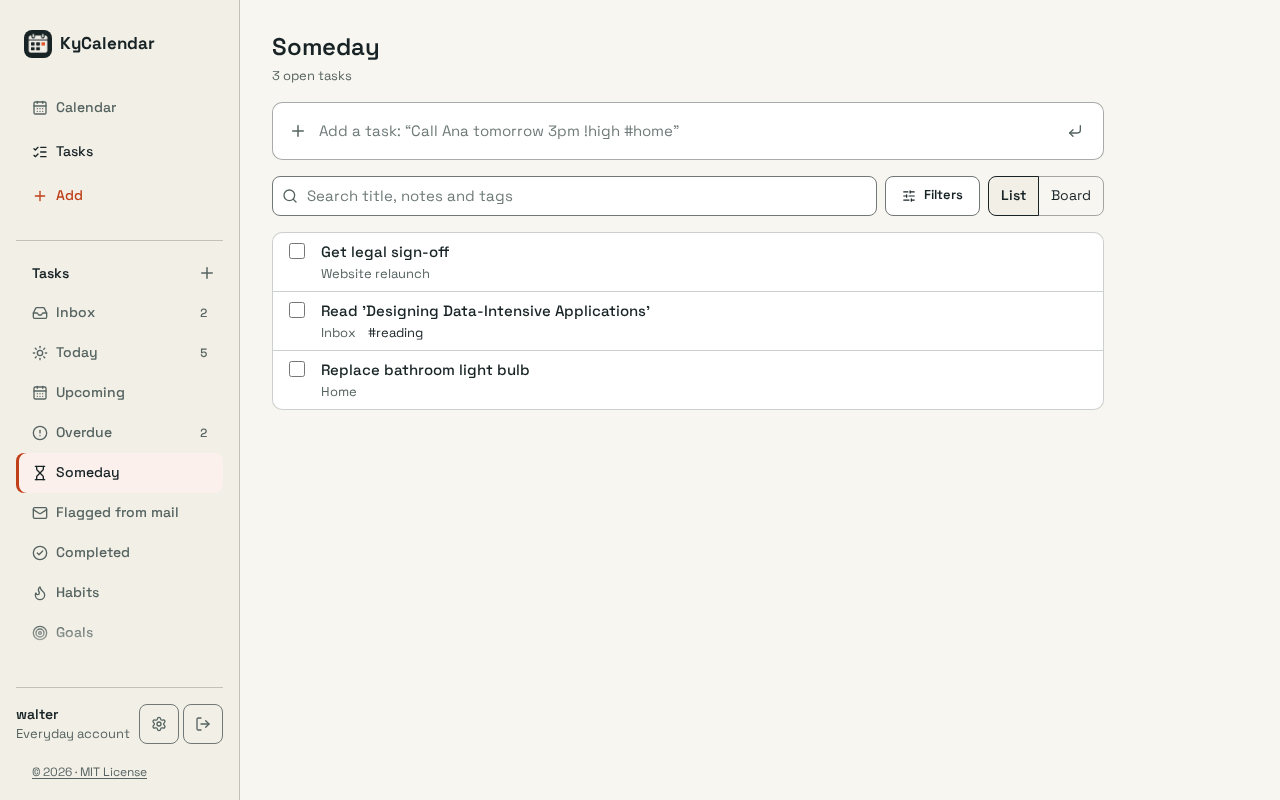 KyCalendar
Calendar
Tasks
Add
Tasks
Inbox 2
Today 5
Upcoming
Overdue 2
Someday
Flagged from mail
Completed
Habits
Goals
walter
Everyday account
© 2026 · MIT License
Someday
3 open tasks
Add a task: “Call Ana tomorrow 3pm !high #home”
Search title, notes and tags
Filters
List
Board
Get legal sign-off
Website relaunch
Read 'Designing Data-Intensive Applications'
Inbox #reading
Replace bathroom light bulb
Home